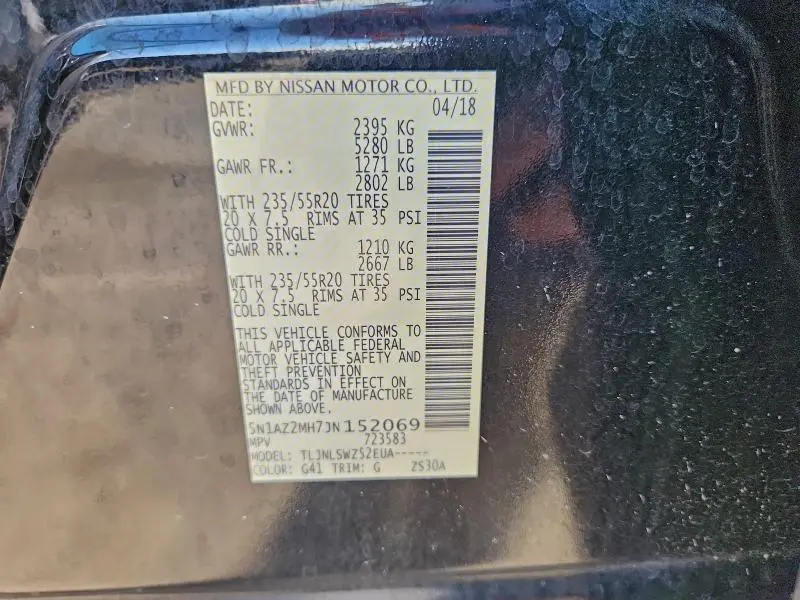 MFD BY NISSAN MOTOR CO., LTD.
DATE: 04/18
GVWR: 2395 KG
5280 LB
GAWR FR.: 1271 KG
2802 LB
WITH 235/55R20 TIRES
20 X 7.5 RIMS AT 35 PSI
COLD SINGLE
GAWR RR.: 1210 KG
2667 LB
WITH 235/55R20 TIRES
20 X 7.5 RIMS AT 35 PSI
COLD SINGLE
THIS VEHICLE CONFORMS TO
ALL APPLICABLE FEDERAL
MOTOR VEHICLE SAFETY AND
THEFT PREVENTION
STANDARDS IN EFFECT ON
THE DATE OF MANUFACTURE
SHOWN ABOVE.
5N1AZ2MH7JN152069
MPV 723583
MODEL: TLJNLSWZ52EUA-----
COLOR: G41 TRIM: G ZS30A